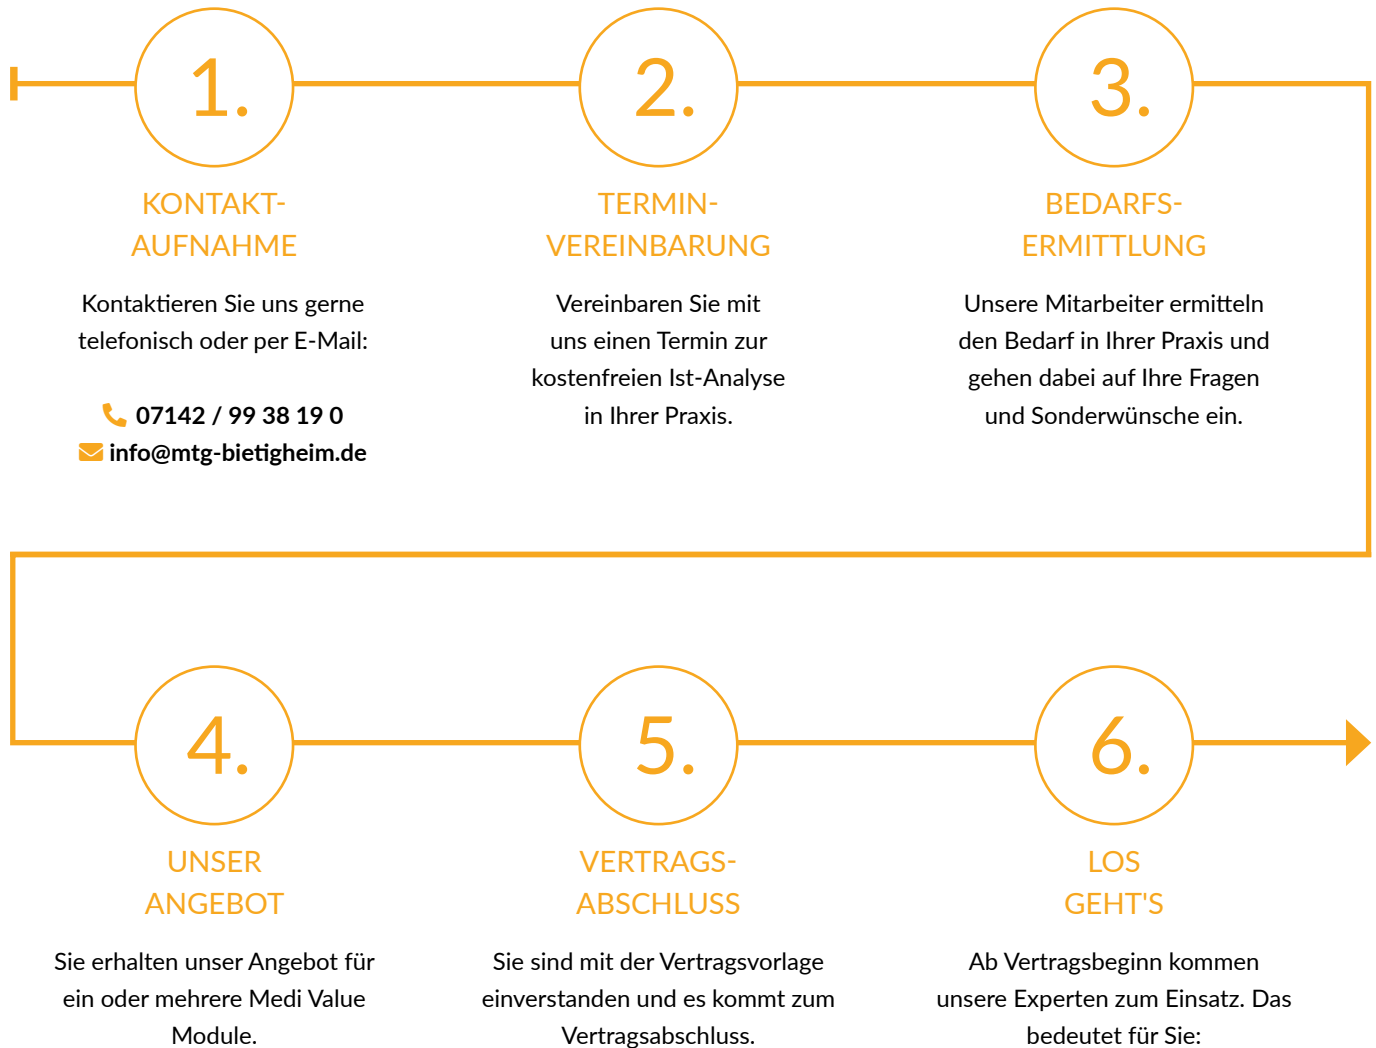 1.
KONTAKT-
AUFNAHME
Kontaktieren Sie uns gerne
telefonisch oder per E-Mail:
07142 / 99 38 19 0
info@mtg-bietigheim.de
2.
TERMIN-
VEREINBARUNG
Vereinbaren Sie mit
uns einen Termin zur
kostenfreien Ist-Analyse
in Ihrer Praxis.
3.
BEDARFS-
ERMITTLUNG
Unsere Mitarbeiter ermitteln
den Bedarf in Ihrer Praxis und
gehen dabei auf Ihre Fragen
und Sonderwünsche ein.
4.
UNSER
ANGEBOT
Sie erhalten unser Angebot für
ein oder mehrere Medi Value
Module.
5.
VERTRAGS-
ABSCHLUSS
Sie sind mit der Vertragsvorlage
einverstanden und es kommt zum
Vertragsabschluss.
6.
LOS
GEHT'S
Ab Vertragsbeginn kommen
unsere Experten zum Einsatz. Das
bedeutet für Sie: